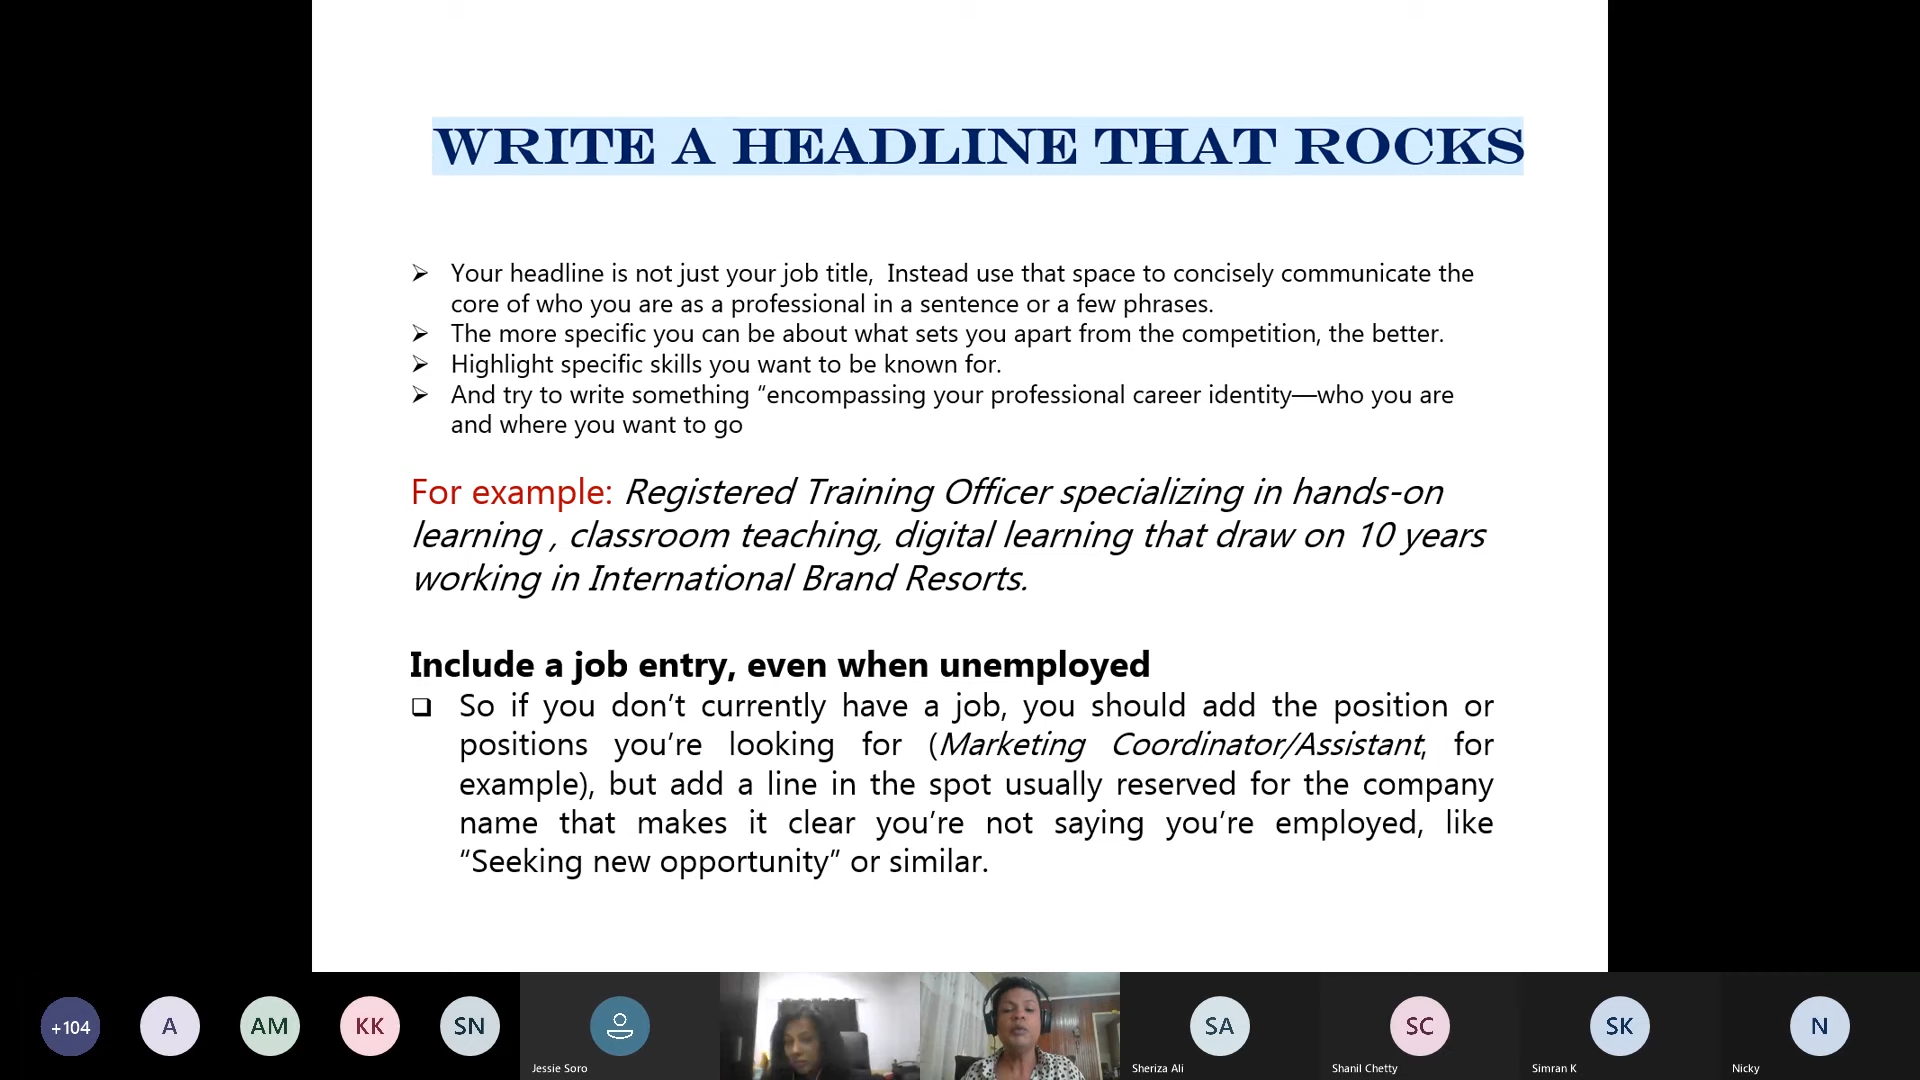 WRITE A HEADLINE THAT ROCKS
➢ Your headline is not just your job title,  Instead use that space to concisely communicate the
core of who you are as a professional in a sentence or a few phrases.
➢ The more specific you can be about what sets you apart from the competition, the better.
➢ Highlight specific skills you want to be known for.
➢ And try to write something “encompassing your professional career identity—who you are
and where you want to go
For example: Registered Training Officer specializing in hands-on
learning , classroom teaching, digital learning that draw on 10 years
working in International Brand Resorts.
Include a job entry, even when unemployed
❑ So if you don’t currently have a job, you should add the position or
positions you’re looking for (Marketing Coordinator/Assistant, for
example), but add a line in the spot usually reserved for the company
name that makes it clear you’re not saying you’re employed, like
“Seeking new opportunity” or similar.
+104 A AM KK SN SA SC SK N
Jessie Soro Sheriza Ali Shanil Chetty Simran K Nicky